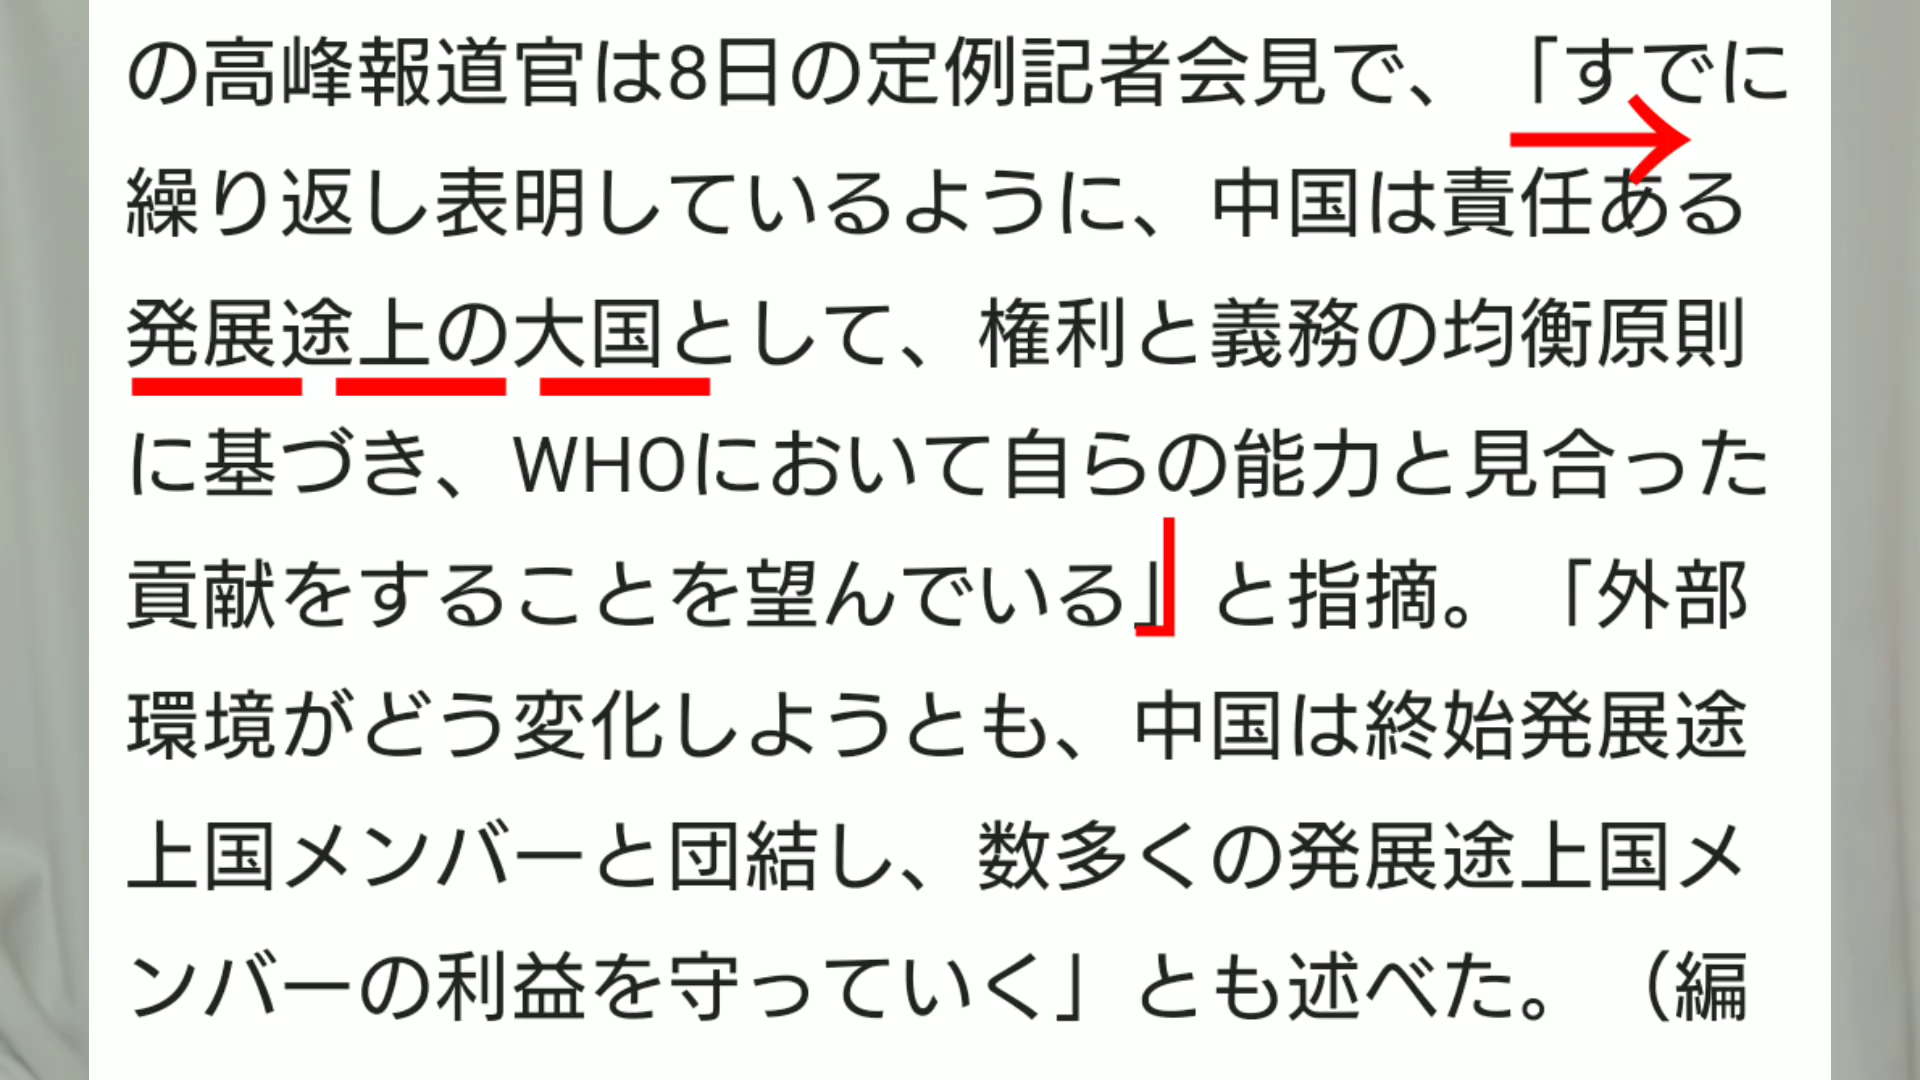 の高峰報道官は8日の定例記者会見で、「すでに
繰り返し表明しているように、中国は責任ある
発展途上の大国として、権利と義務の均衡原則
に基づき、WHOにおいて自らの能力と見合った
貢献をすることを望んでいる」と指摘。「外部
環境がどう変化しようとも、中国は終始発展途
上国メンバーと団結し、数多くの発展途上国メ
ンバーの利益を守っていく」とも述べた。（編